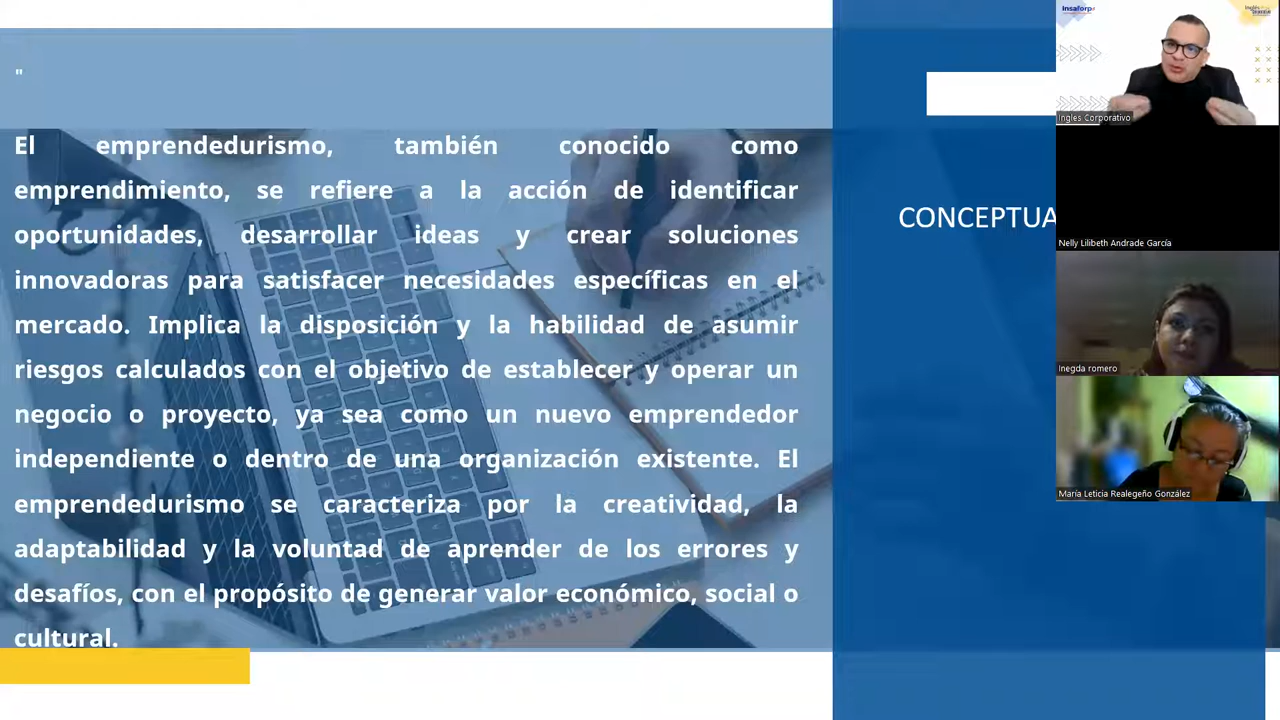 "
El emprendedurismo, también conocido como
emprendimiento, se refiere a la acción de identificar
oportunidades, desarrollar ideas y crear soluciones
innovadoras para satisfacer necesidades específicas en el
mercado. Implica la disposición y la habilidad de asumir
riesgos calculados con el objetivo de establecer y operar un
negocio o proyecto, ya sea como un nuevo emprendedor
independiente o dentro de una organización existente. El
emprendedurismo se caracteriza por la creatividad, la
adaptabilidad y la voluntad de aprender de los errores y
desafíos, con el propósito de generar valor económico, social o
cultural.
CONCEPTUA
insaforp
Ingles Corporativo
Nelly Lilibeth Andrade García
Inegda romero
María Leticia Realegeño González